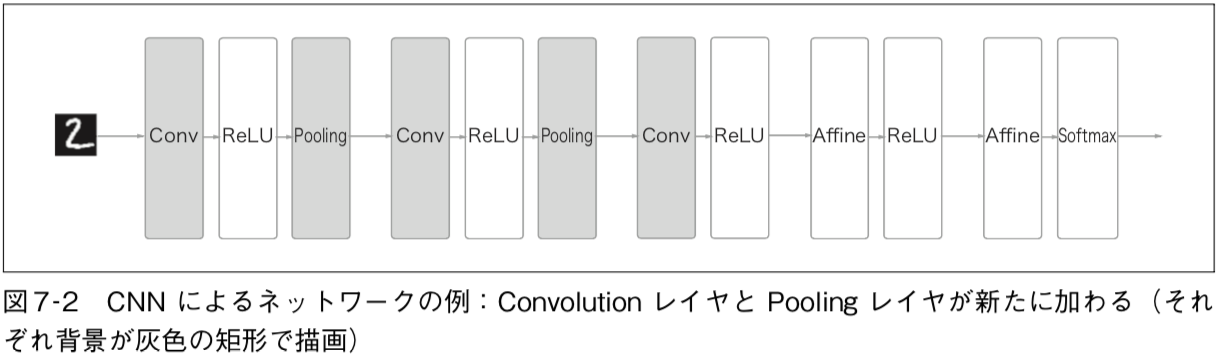 2
Conv ReLU Pooling Conv ReLU Pooling Conv ReLU Affine ReLU Affine Softmax
図7-2 CNN によるネットワークの例：Convolution レイヤと Pooling レイヤが新たに加わる（それ
ぞれ背景が灰色の矩形で描画）